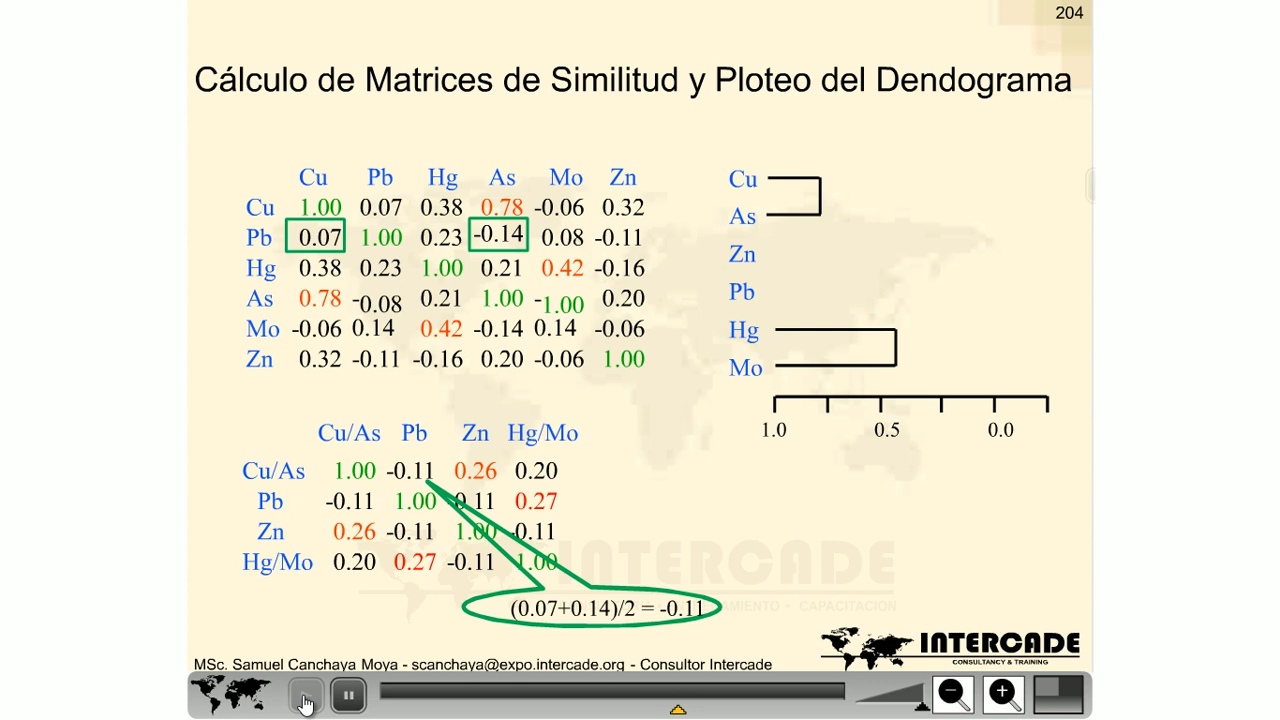 204
Cálculo de Matrices de Similitud y Ploteo del Dendograma
Cu Pb Hg As Mo Zn
Cu 1.00 0.07 0.38 0.78 -0.06 0.32
Pb 0.07 1.00 0.23 -0.14 0.08 -0.11
Hg 0.38 0.23 1.00 0.21 0.42 -0.16
As 0.78 -0.08 0.21 1.00 -1.00 0.20
Mo -0.06 0.14 0.42 -0.14 0.14 -0.06
Zn 0.32 -0.11 -0.16 0.20 -0.06 1.00
Cu
As
Zn
Pb
Hg
Mo
1.0 0.5 0.0
Cu/As Pb Zn Hg/Mo
Cu/As 1.00 -0.11 0.26 0.20
Pb -0.11 1.00 0.11 0.27
Zn 0.26 -0.11 1.00 -0.11
Hg/Mo 0.20 0.27 -0.11 1.00
(0.07+0.14)/2 = -0.11
INTERCADE
CAPACITACION
INTERCADE
CONSULTANCY & TRAINING
MSc. Samuel Canchaya Moya - scanchaya@expo.intercade.org - Consultor Intercade